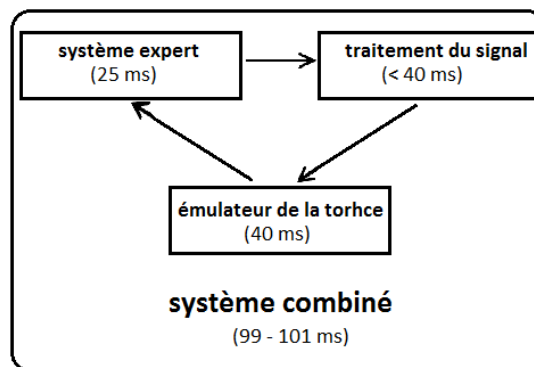 système expert
(25 ms)
traitement du signal
(< 40 ms)
émulateur de la torhce
(40 ms)
système combiné
(99 - 101 ms)